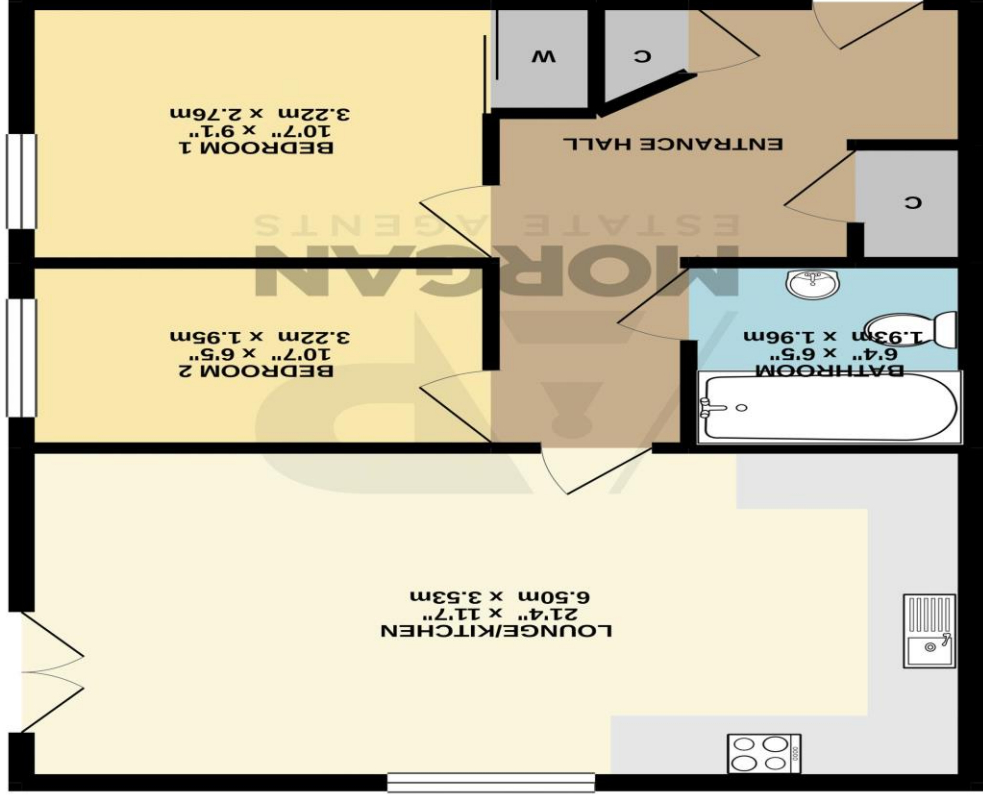 LOUNGE/KITCHEN
21'4" x 11'7"
6.50m x 3.53m
BATHROOM
6'4" x 6'5"
1.93m x 1.96m
BEDROOM 2
10'7" x 6'5"
3.22m x 1.95m
MORGAN
ESTATE AGENTS
C
ENTRANCE HALL
BEDROOM 1
10'7" x 9'1"
3.22m x 2.76m
C
W